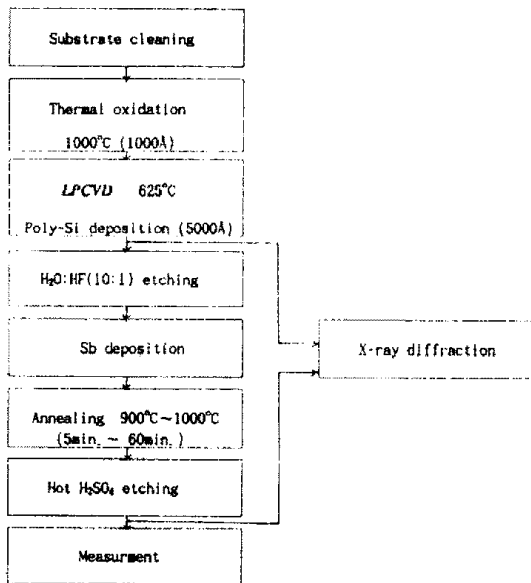 Substrate cleaning
Thermal oxidation
1000°C (1000Å)
LPCVD 625°C
Poly-Si deposition (5000Å)
H₂O:HF(10:1) etching
Sb deposition
X-ray diffraction
Annealing 900°C~1000°C
(5min. ~ 60min.)
Hot H₂SO₄ etching
Measurment